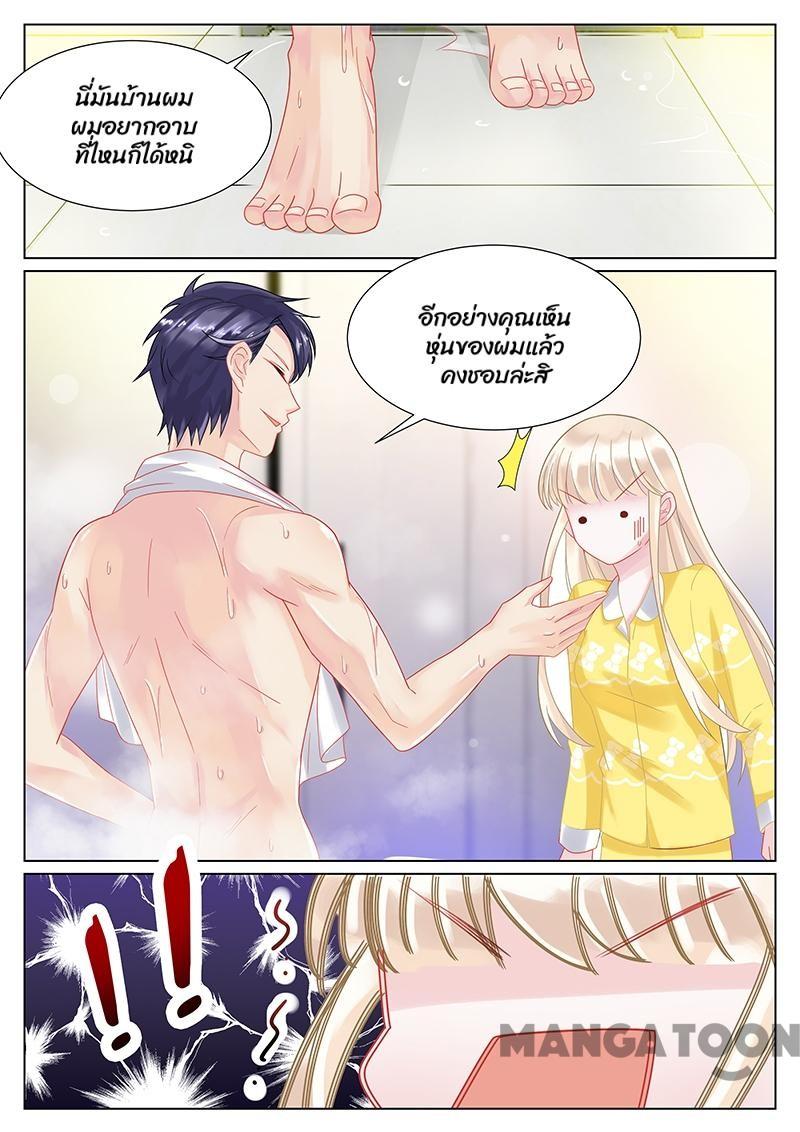 นี่มันบ้านผม
ผมอยากอาบ
ที่ไหนก็ได้หนิ
อีกอย่างคุณเห็น
หุ่นของผมแล้ว
คงชอบล่ะสิ
!!
MANGATOON